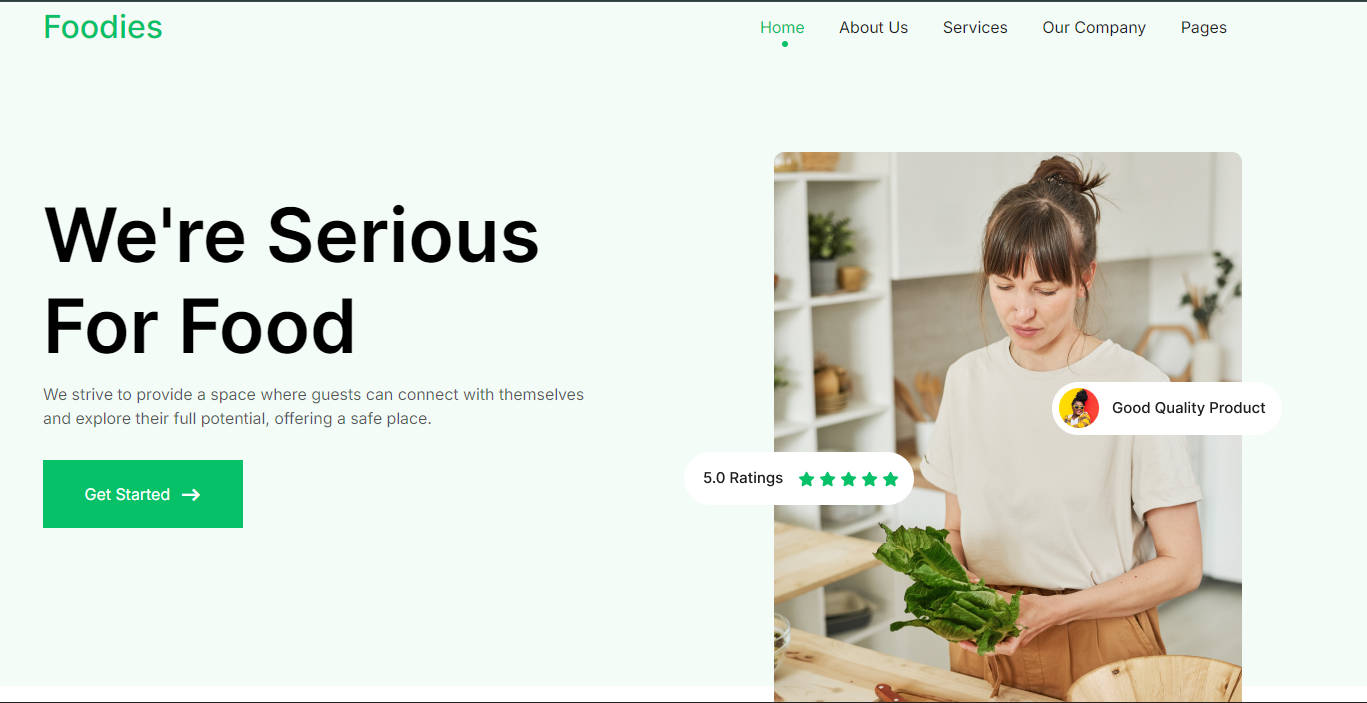 Foodies
Home
About Us
Services
Our Company
Pages
We're Serious
For Food
We strive to provide a space where guests can connect with themselves
and explore their full potential, offering a safe place.
Get Started
Good Quality Product
5.0 Ratings